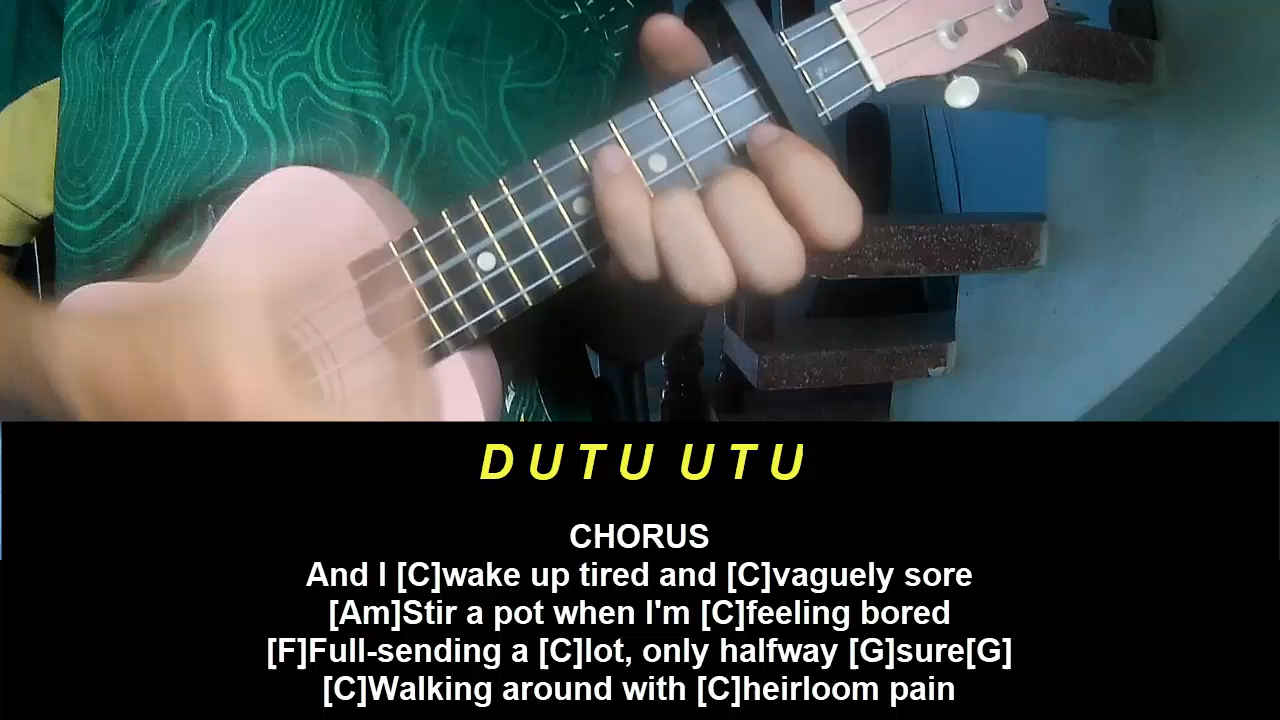 D U T U  U T U
CHORUS
And I [C]wake up tired and [C]vaguely sore
[Am]Stir a pot when I'm [C]feeling bored
[F]Full-sending a [C]lot, only halfway [G]sure[G]
[C]Walking around with [C]heirloom pain